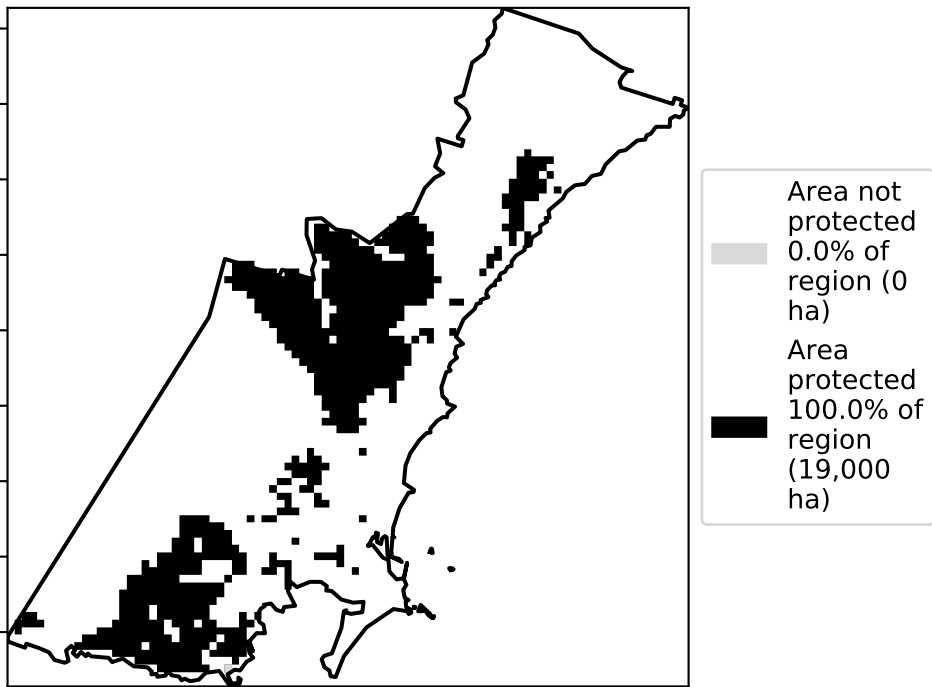 Area not
protected
0.0% of
region (0
ha)
Area
protected
100.0% of
region
(19,000
ha)